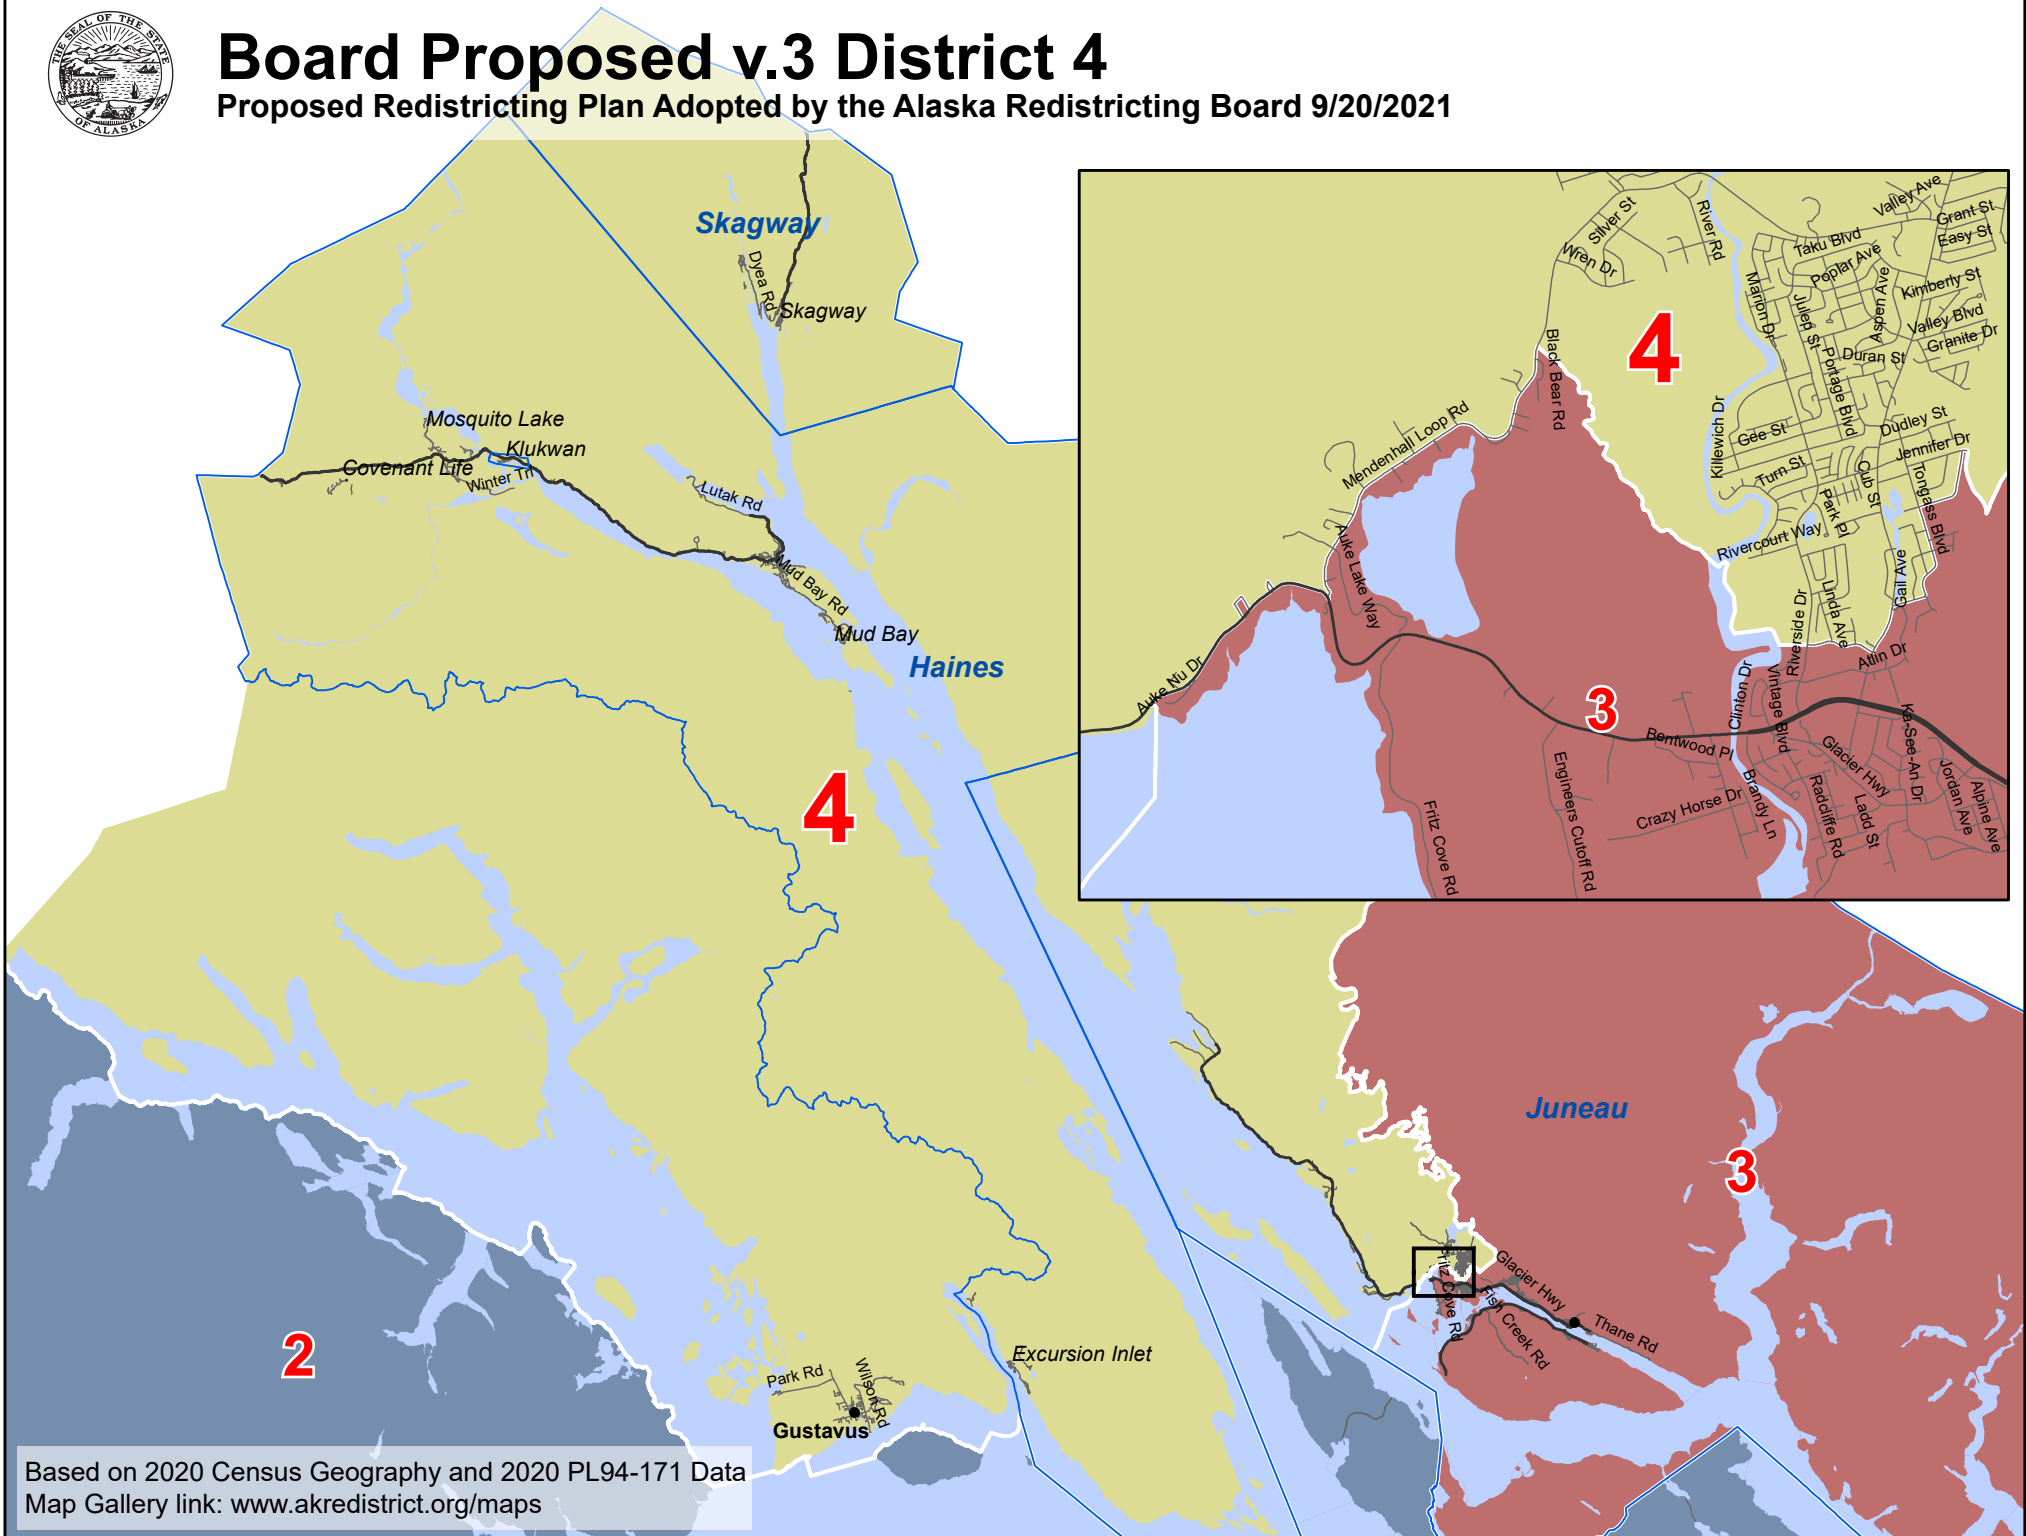 THE SEAL OF THE STATE
OF ALASKA
Board Proposed v.3 District 4
Proposed Redistricting Plan Adopted by the Alaska Redistricting Board 9/20/2021
Skagway
Dyea Rd
Skagway
Mosquito Lake
Klukwan
Covenant Life
Winter Trl
Lutak Rd
Mud Bay Rd
Mud Bay
Haines
4
Silver St
Wren Dr
River Rd
Valley Ave
Grant St
Easy St
Taku Blvd
Poplar Ave
Kimberly St
Marion Dr
Julep St
Aspen Ave
Valley Blvd
Granite Dr
4
Black Bear Rd
Duran St
Portage Blvd
Killewich Dr
Gee St
Dudley St
Jennifer Dr
Mendenhall Loop Rd
Turn St
Cub St
Tongass Blvd
Park Pl
Rivercourt Way
Auke Lake Way
Gail Ave
Linda Ave
Riverside Dr
Atlin Dr
Auke Nu Dr
Clinton Dr
Vintage Blvd
3
Bentwood Pl
Ka-See-An Dr
Glacier Hwy
Engineers Cutoff Rd
Jordan Ave
Alpine Ave
Brandy Ln
Radcliffe Rd
Ladd St
Crazy Horse Dr
Fritz Cove Rd
Juneau
3
Fritz Cove Rd
Glacier Hwy
Fish Creek Rd
Thane Rd
2
Excursion Inlet
Park Rd
Wilson Rd
Gustavus
Based on 2020 Census Geography and 2020 PL94-171 Data
Map Gallery link: www.akredistrict.org/maps